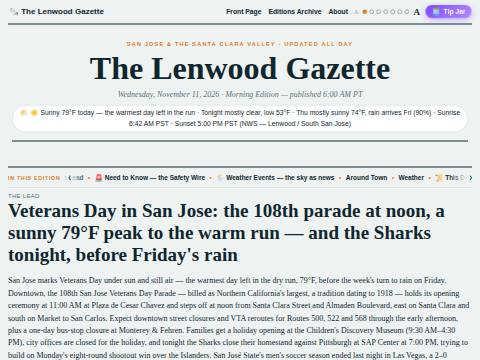 The Lenwood Gazette
Front Page Editions Archive About A A Tip Jar
SAN JOSE & THE SANTA CLARA VALLEY · UPDATED ALL DAY
The Lenwood Gazette
Wednesday, November 11, 2026 · Morning Edition — published 6:00 AM PT
Sunny 79°F today — the warmest day left in the run · Tonight mostly clear, low 53°F · Thu mostly sunny 74°F, rain arrives Fri (90%) · Sunrise
6:42 AM PST · Sunset 5:00 PM PST (NWS — Lenwood / South San Jose)
IN THIS EDITION ‹ ead • Need to Know — the Safety Wire • Weather Events — the sky as news • Around Town • Weather • This D ›
THE LEAD
Veterans Day in San Jose: the 108th parade at noon, a
sunny 79°F peak to the warm run — and the Sharks
tonight, before Friday's rain
San Jose marks Veterans Day under sun and still air — the warmest day left in the dry run, 79°F, before the week's turn to rain on Friday.
Downtown, the 108th San Jose Veterans Day Parade — billed as Northern California's largest, a tradition dating to 1918 — holds its opening
ceremony at 11:00 AM at Plaza de Cesar Chavez and steps off at noon from Santa Clara Street and Almaden Boulevard, east on Santa Clara and
south on Market to San Carlos. Expect downtown street closures and VTA reroutes for Routes 500, 522 and 568 through the early afternoon,
plus a one-day bus-stop closure at Monterey & Fehren. Families get a holiday opening at the Children's Discovery Museum (9:30 AM–4:30
PM), city offices are closed for the holiday, and tonight the Sharks close their homestand against Pittsburgh at SAP Center at 7:00 PM, trying to
build on Monday's eight-round shootout win over the Islanders. San José State's men's soccer season ended last night in Las Vegas, a 2–0